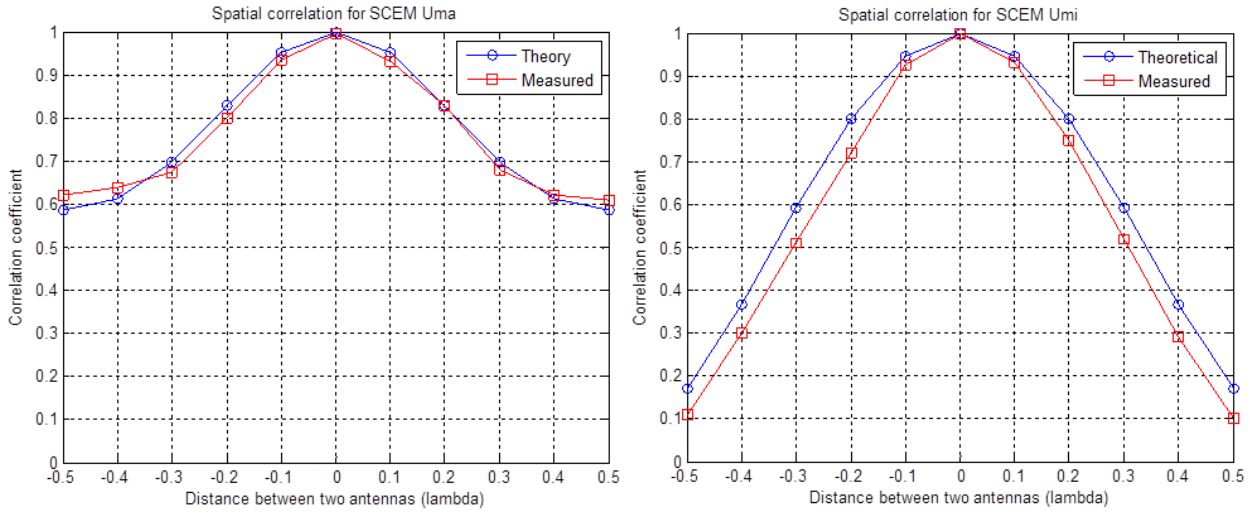 Spatial correlation for SCEM Uma
1
0.9
0.8
0.7
0.6
0.5
0.4
0.3
0.2
0.1
0
Correlation coefficient
Theory
Measured
-0.5 -0.4 -0.3 -0.2 -0.1 0 0.1 0.2 0.3 0.4 0.5
Distance between two antennas (lambda)
Spatial correlation for SCEM Umi
1
0.9
0.8
0.7
0.6
0.5
0.4
0.3
0.2
0.1
0
Correlation coefficient
Theoretical
Measured
-0.5 -0.4 -0.3 -0.2 -0.1 0 0.1 0.2 0.3 0.4 0.5
Distance between two antennas (lambda)